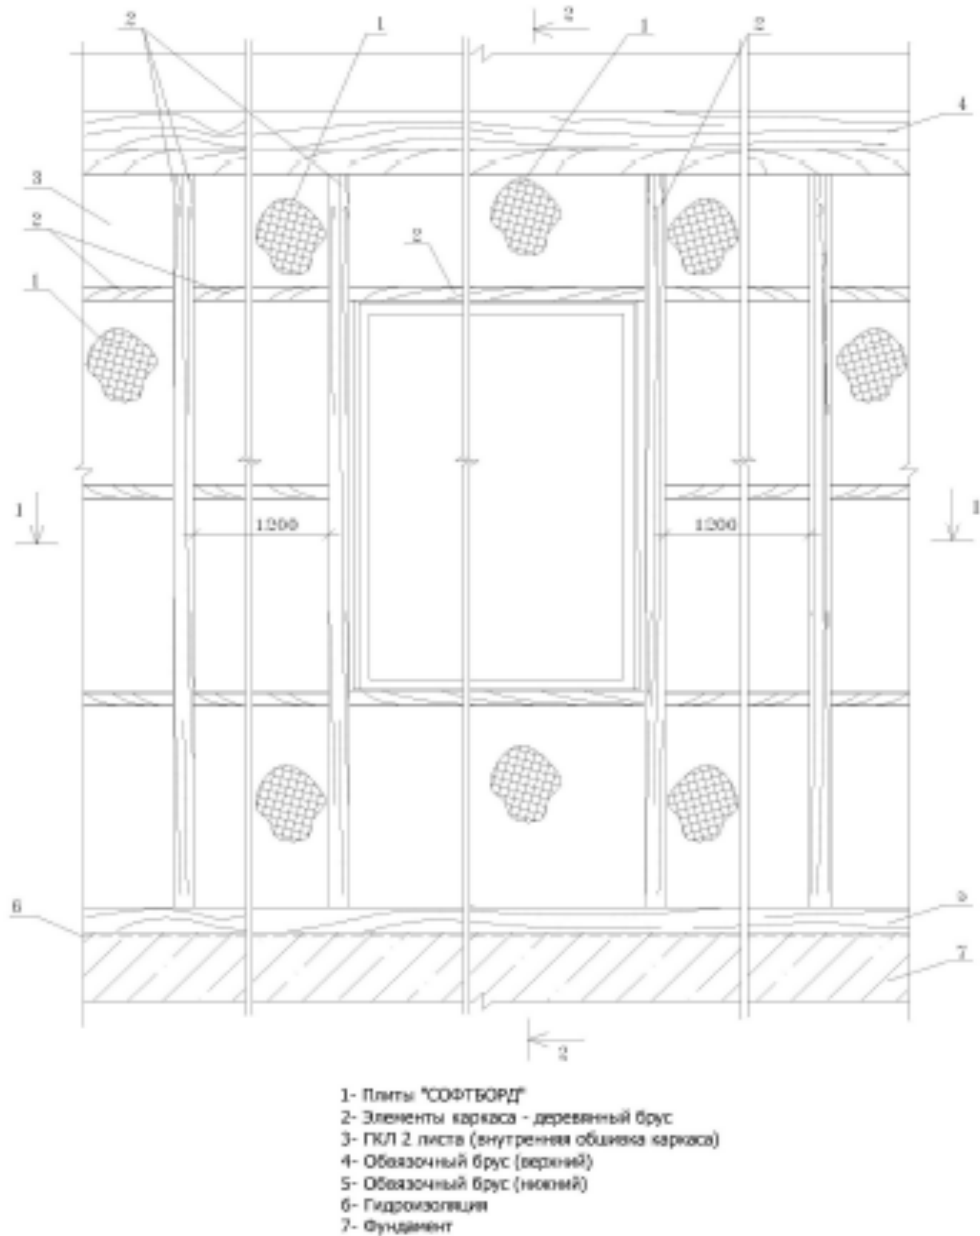 2 1 2 1 2
4
3
2 2
1
1 1200 1200 1
6 5
7
2
1- Плиты "СОФТБОРД"
2- Элементы каркаса - деревянный брус
3- ГКЛ 2 листа (внутренняя обшивка каркаса)
4- Обвязочный брус (верхний)
5- Обвязочный брус (нижний)
6- Гидроизоляция
7- Фундамент